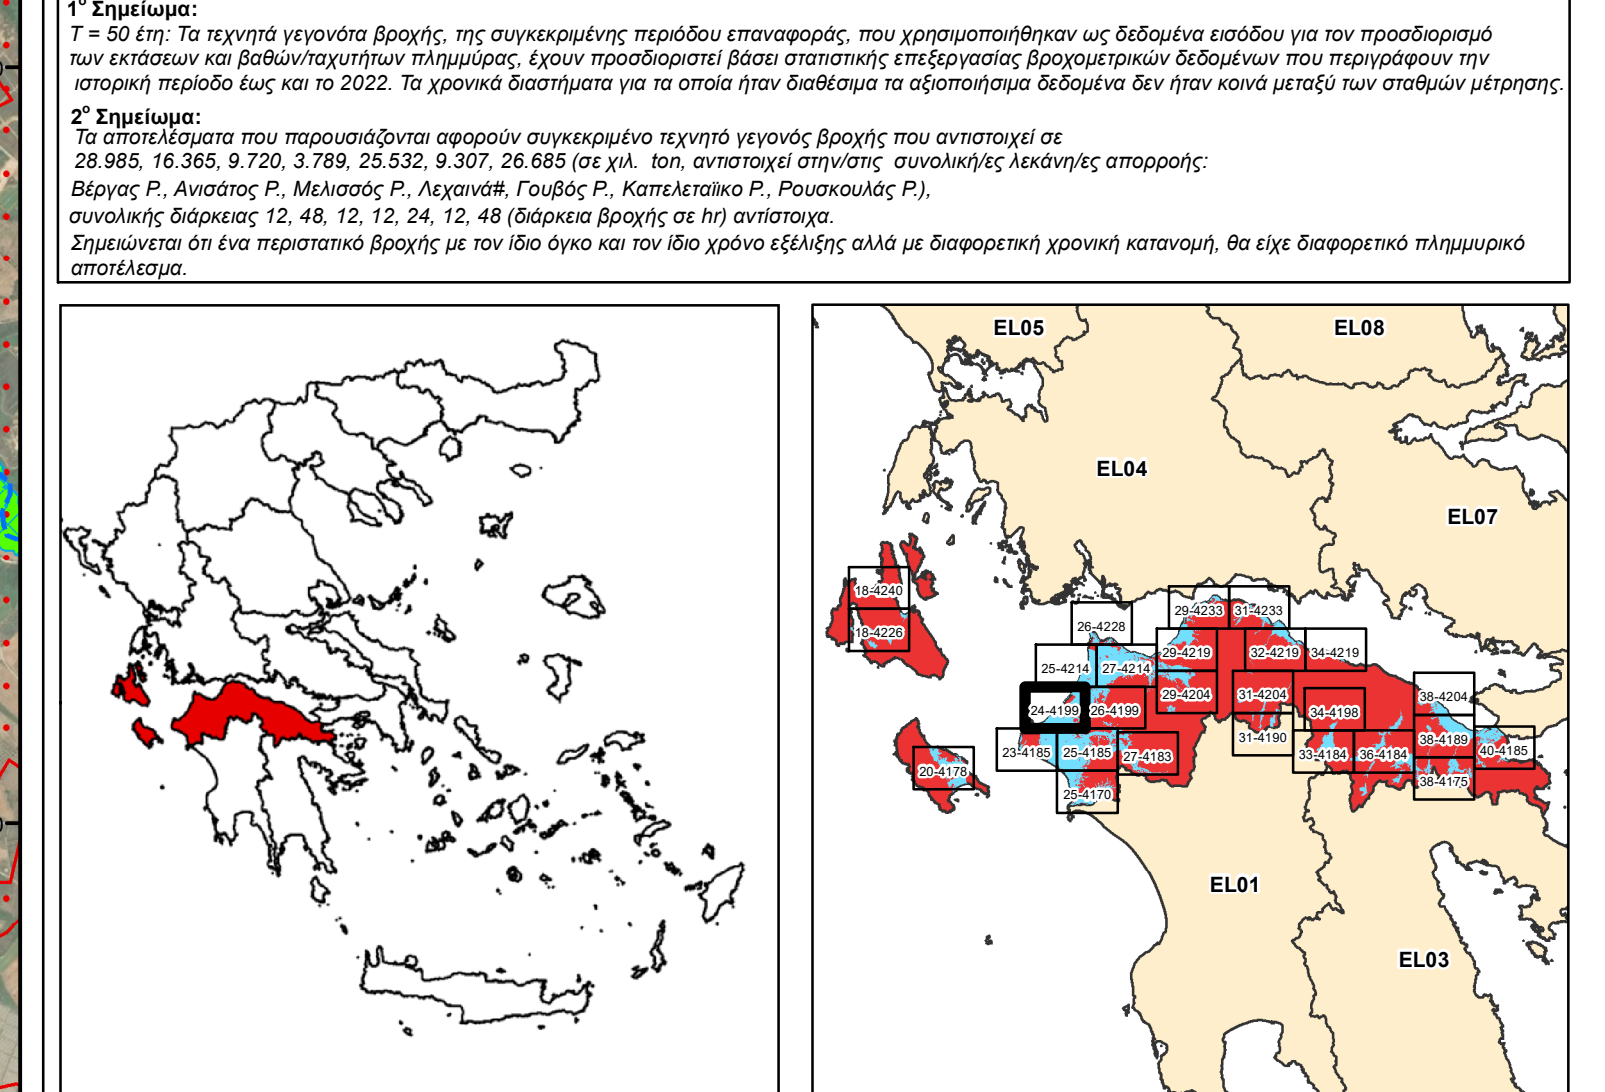 1ο Σημείωμα:
T = 50 έτη: Τα τεχνητά γεγονότα βροχής, της συγκεκριμένης περιόδου επαναφοράς, που χρησιμοποιήθηκαν ως δεδομένα εισόδου για τον προσδιορισμό
των εκτάσεων και βαθών/ταχυτήτων πλημμύρας, έχουν προσδιοριστεί βάσει στατιστικής επεξεργασίας βροχομετρικών δεδομένων που περιγράφουν την
ιστορική περίοδο έως και το 2022. Τα χρονικά διαστήματα για τα οποία ήταν διαθέσιμα τα αξιοποιήσιμα δεδομένα δεν ήταν κοινά μεταξύ των σταθμών μέτρησης.
2ο Σημείωμα:
Τα αποτελέσματα που παρουσιάζονται αφορούν συγκεκριμένο τεχνητό γεγονός βροχής που αντιστοιχεί σε
28.985, 16.365, 9.720, 3.789, 25.532, 9.307, 26.685 (σε χιλ. ton, αντιστοιχεί στην/στις συνολική/ες λεκάνη/ες απορροής:
Βέργας Ρ., Ανισάτος Ρ., Μελισσός Ρ., Λεχαινά#, Γουβός Ρ., Καπελεταίικο Ρ., Ρουσκουλάς Ρ.),
συνολικής διάρκειας 12, 48, 12, 12, 24, 12, 48 (διάρκεια βροχής σε hr) αντίστοιχα.
Σημειώνεται ότι ένα περιστατικό βροχής με τον ίδιο όγκο και τον ίδιο χρόνο εξέλιξης αλλά με διαφορετική χρονική κατανομή, θα είχε διαφορετικό πλημμυρικό
αποτέλεσμα.
EL05
EL08
EL04
EL07
18-4240
18-4226
26-4228
29-4233
31-4233
25-4214
27-4214
29-4219
32-4219
34-4219
24-4199
26-4199
29-4204
31-4204
34-4198
38-4204
23-4185
25-4185
27-4183
31-4190
33-4184
36-4184
38-4189
40-4185
20-4178
25-4170
38-4175
EL01
EL03